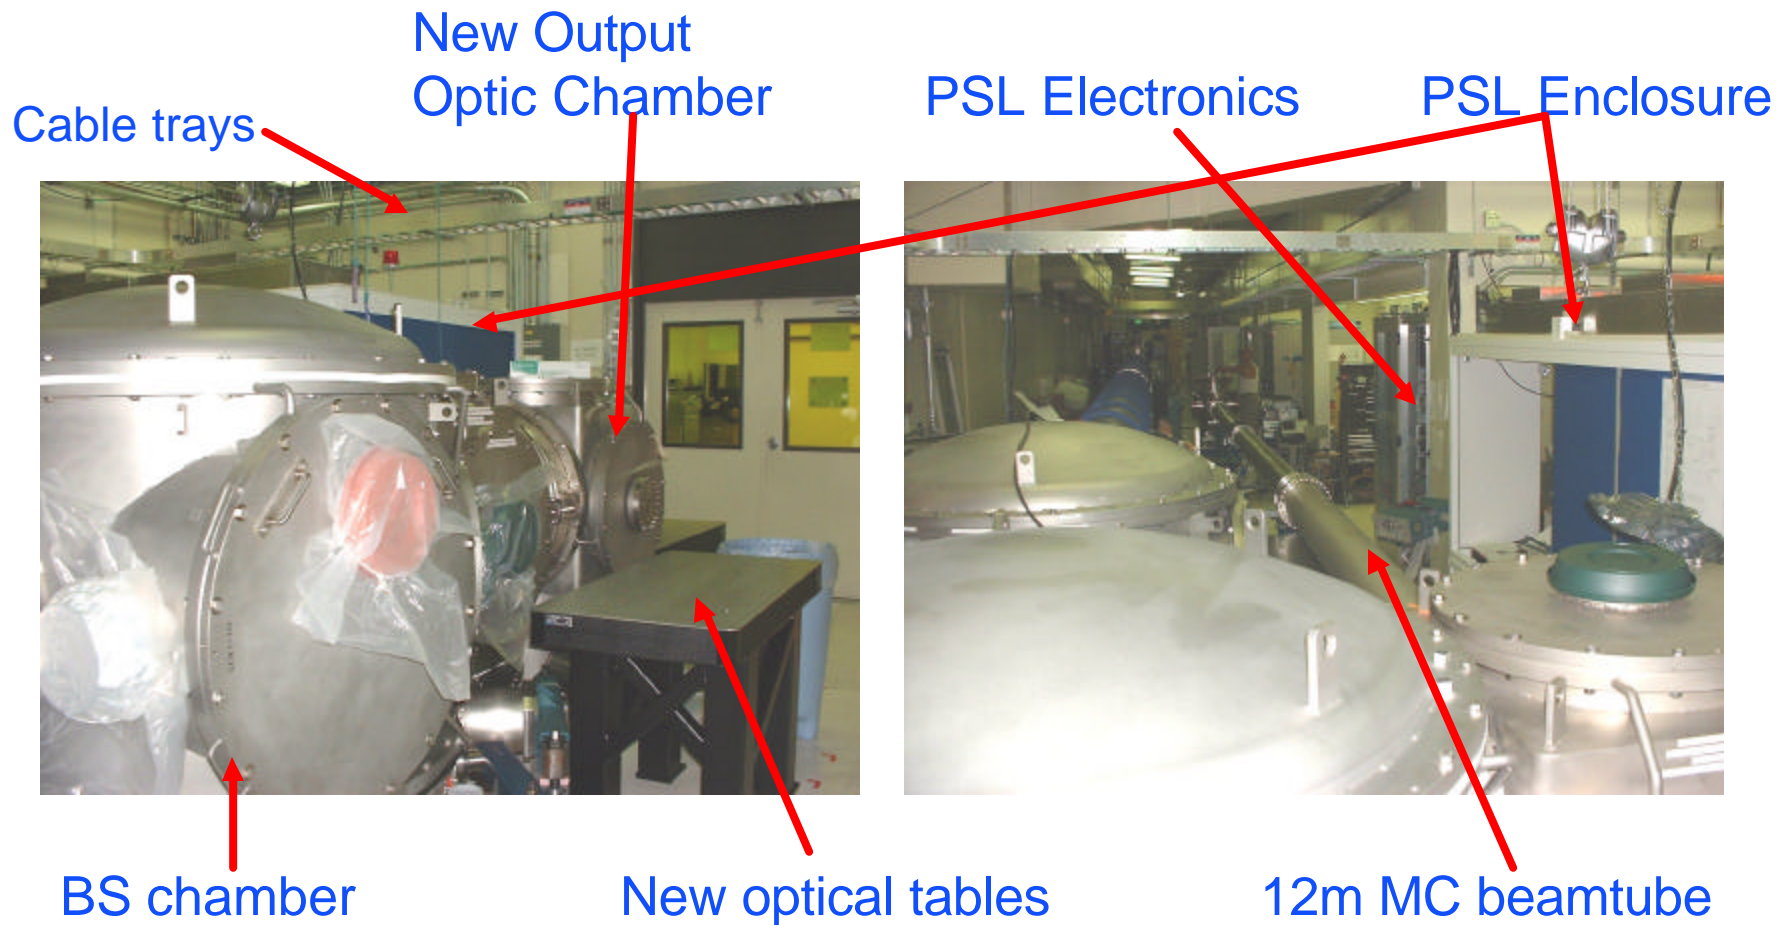 New Output
Optic Chamber
PSL Electronics
PSL Enclosure
Cable trays
BS chamber
New optical tables
12m MC beamtube